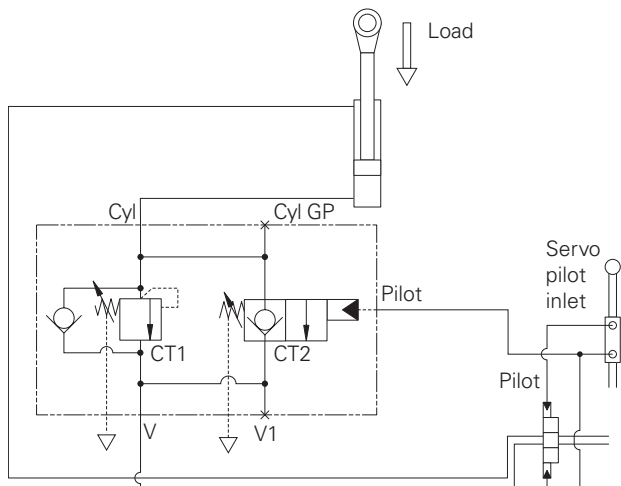 Load
Cyl
Cyl GP
Servo
pilot
inlet
Pilot
CT1
CT2
Pilot
V
V1